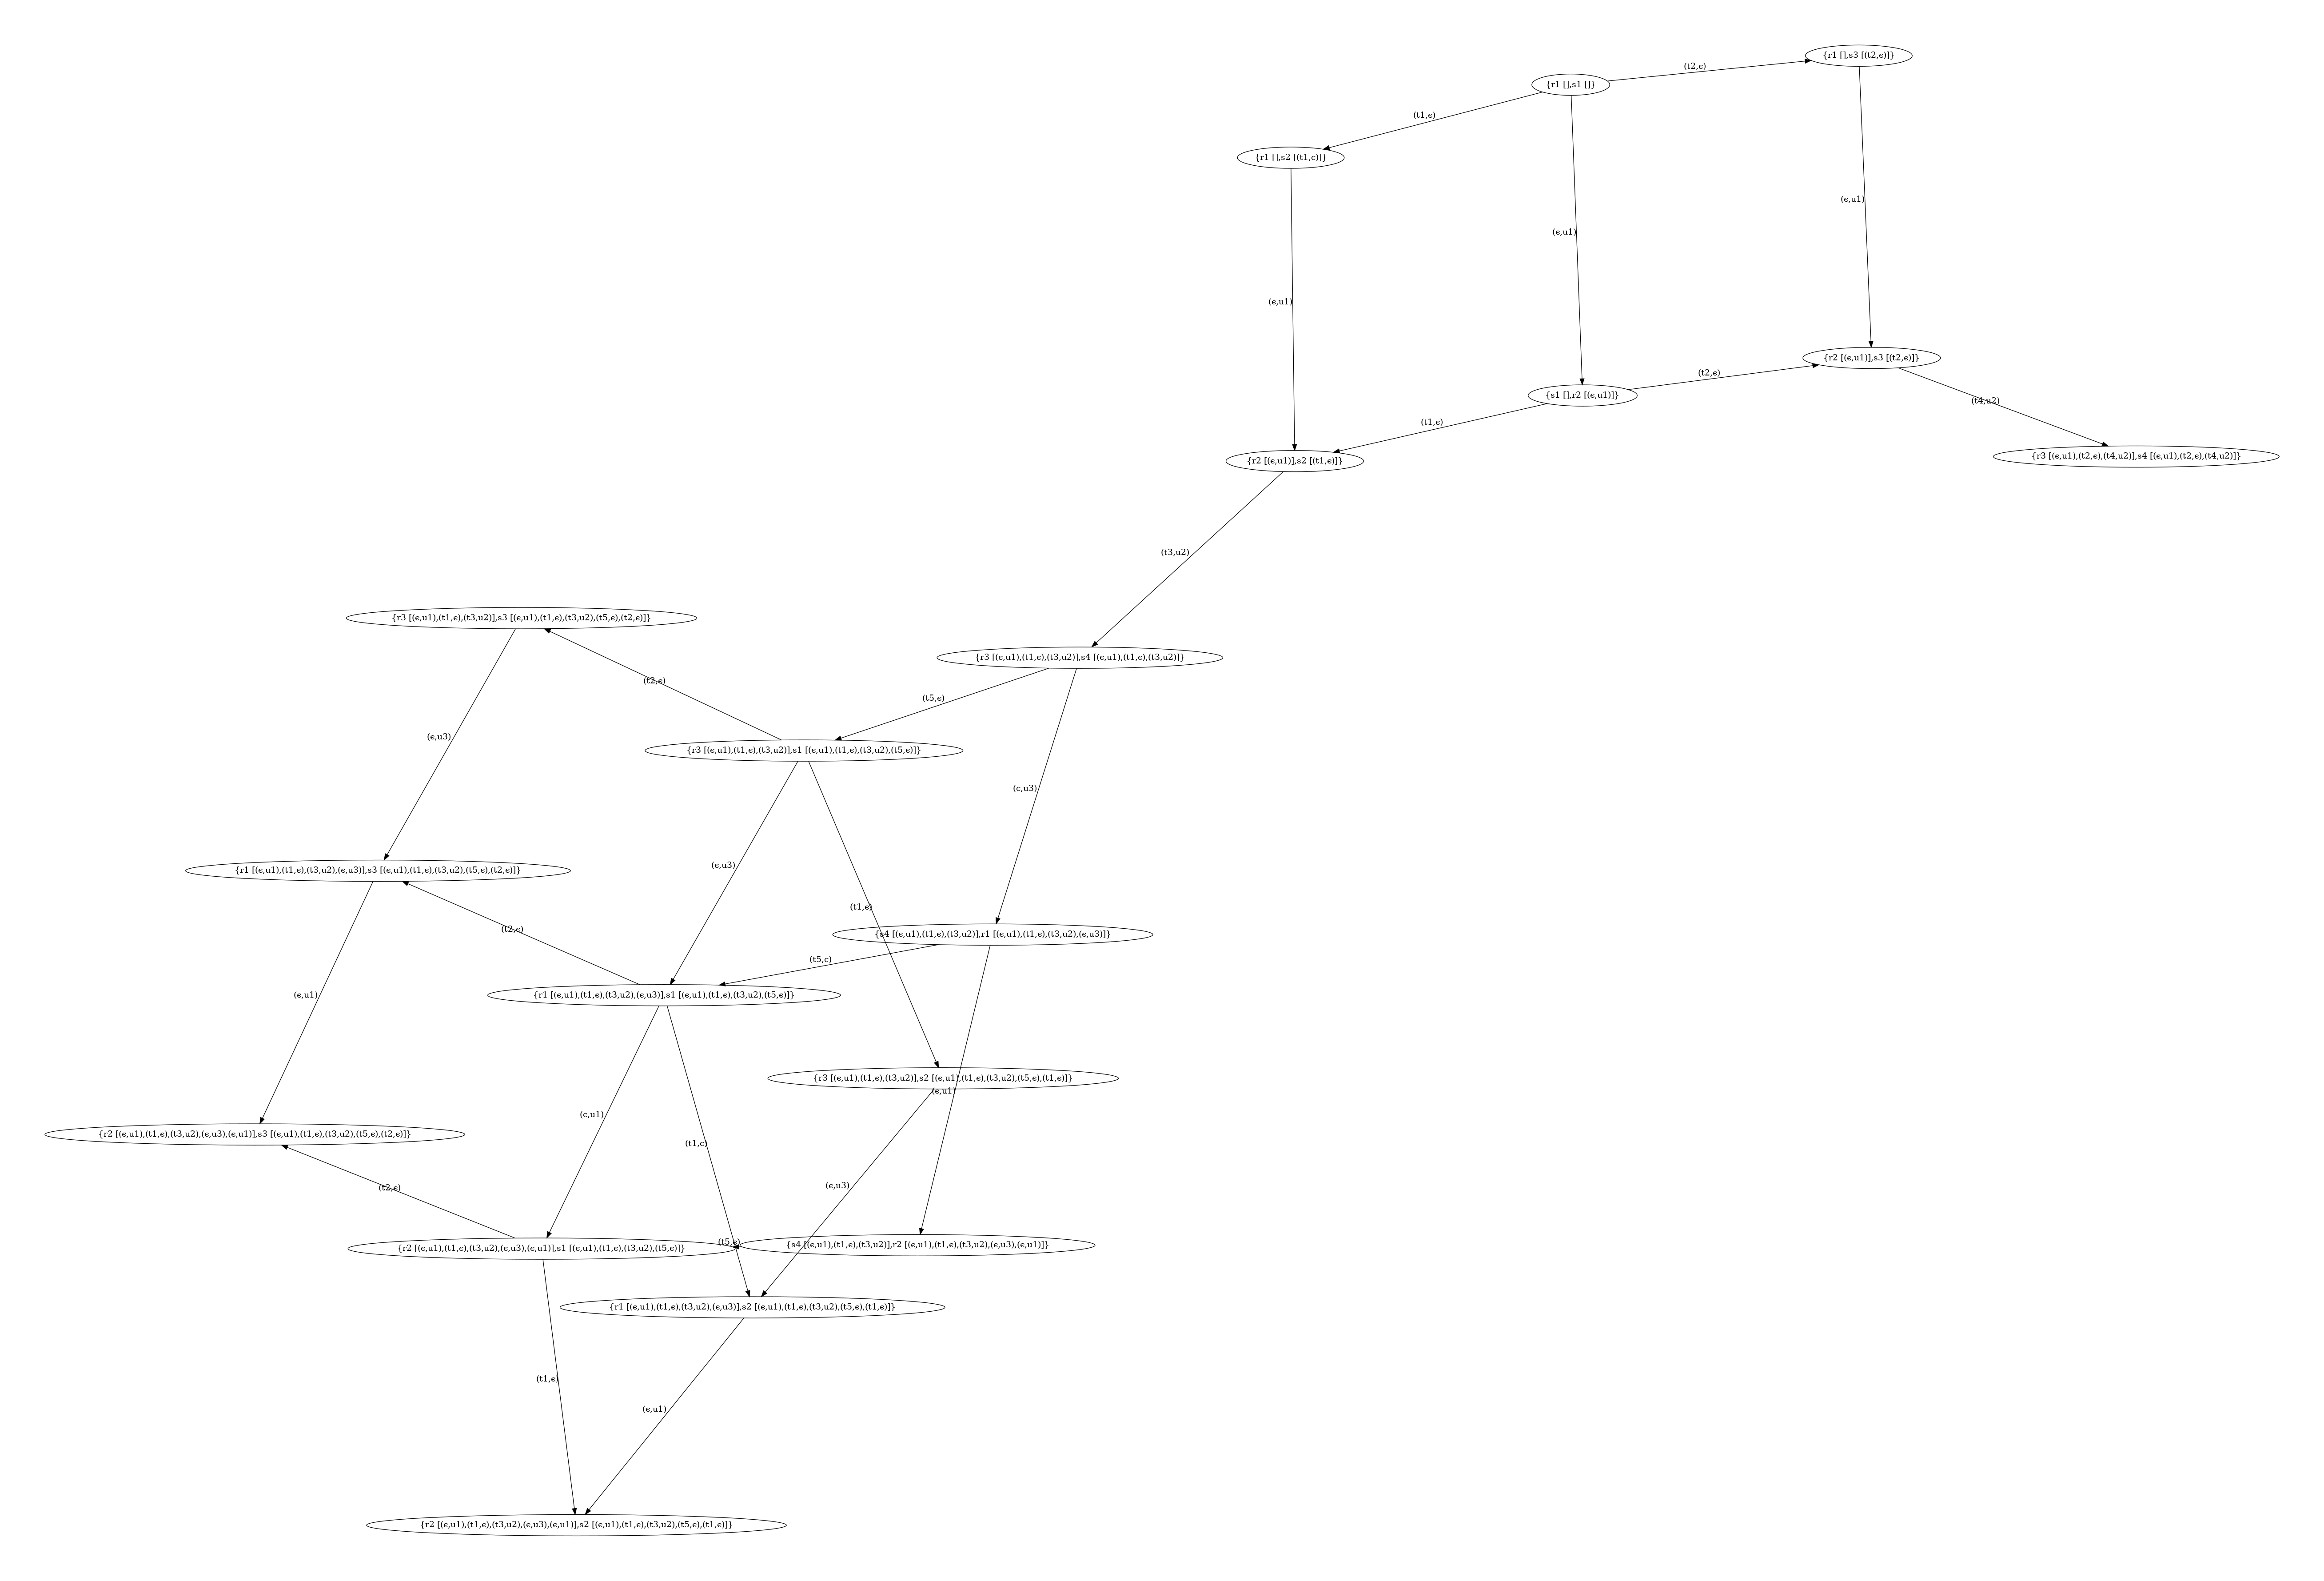 {r1 [],s3 [(t2,ϵ)]}
(t2,ϵ)
{r1 [],s1 []}
(t1,ϵ)
{r1 [],s2 [(t1,ϵ)]}
(ϵ,u1)
(ϵ,u1)
(ϵ,u1)
{r2 [(ϵ,u1)],s3 [(t2,ϵ)]}
(t2,ϵ)
{s1 [],r2 [(ϵ,u1)]}
(t4,u2)
(t1,ϵ)
{r3 [(ϵ,u1),(t2,ϵ),(t4,u2)],s4 [(ϵ,u1),(t2,ϵ),(t4,u2)]}
{r2 [(ϵ,u1)],s2 [(t1,ϵ)]}
(t3,u2)
{r3 [(ϵ,u1),(t1,ϵ),(t3,u2)],s3 [(ϵ,u1),(t1,ϵ),(t3,u2),(t5,ϵ),(t2,ϵ)]}
{r3 [(ϵ,u1),(t1,ϵ),(t3,u2)],s4 [(ϵ,u1),(t1,ϵ),(t3,u2)]}
(t2,ϵ)
(t5,ϵ)
(ϵ,u3)
{r3 [(ϵ,u1),(t1,ϵ),(t3,u2)],s1 [(ϵ,u1),(t1,ϵ),(t3,u2),(t5,ϵ)]}
(ϵ,u3)
(ϵ,u3)
{r1 [(ϵ,u1),(t1,ϵ),(t3,u2),(ϵ,u3)],s3 [(ϵ,u1),(t1,ϵ),(t3,u2),(t5,ϵ),(t2,ϵ)]}
(t1,ϵ)
(t2,ϵ)
{s4 [(ϵ,u1),(t1,ϵ),(t3,u2)],r1 [(ϵ,u1),(t1,ϵ),(t3,u2),(ϵ,u3)]}
(t5,ϵ)
(ϵ,u1)
{r1 [(ϵ,u1),(t1,ϵ),(t3,u2),(ϵ,u3)],s1 [(ϵ,u1),(t1,ϵ),(t3,u2),(t5,ϵ)]}
{r3 [(ϵ,u1),(t1,ϵ),(t3,u2)],s2 [(ϵ,u1),(t1,ϵ),(t3,u2),(t5,ϵ),(t1,ϵ)]}
(ϵ,u1)
(ϵ,u1)
{r2 [(ϵ,u1),(t1,ϵ),(t3,u2),(ϵ,u3),(ϵ,u1)],s3 [(ϵ,u1),(t1,ϵ),(t3,u2),(t5,ϵ),(t2,ϵ)]}
(t1,ϵ)
(t2,ϵ)
(ϵ,u3)
{r2 [(ϵ,u1),(t1,ϵ),(t3,u2),(ϵ,u3),(ϵ,u1)],s1 [(ϵ,u1),(t1,ϵ),(t3,u2),(t5,ϵ)]}
(t5,ϵ)
{s4 [(ϵ,u1),(t1,ϵ),(t3,u2)],r2 [(ϵ,u1),(t1,ϵ),(t3,u2),(ϵ,u3),(ϵ,u1)]}
{r1 [(ϵ,u1),(t1,ϵ),(t3,u2),(ϵ,u3)],s2 [(ϵ,u1),(t1,ϵ),(t3,u2),(t5,ϵ),(t1,ϵ)]}
(t1,ϵ)
(ϵ,u1)
{r2 [(ϵ,u1),(t1,ϵ),(t3,u2),(ϵ,u3),(ϵ,u1)],s2 [(ϵ,u1),(t1,ϵ),(t3,u2),(t5,ϵ),(t1,ϵ)]}